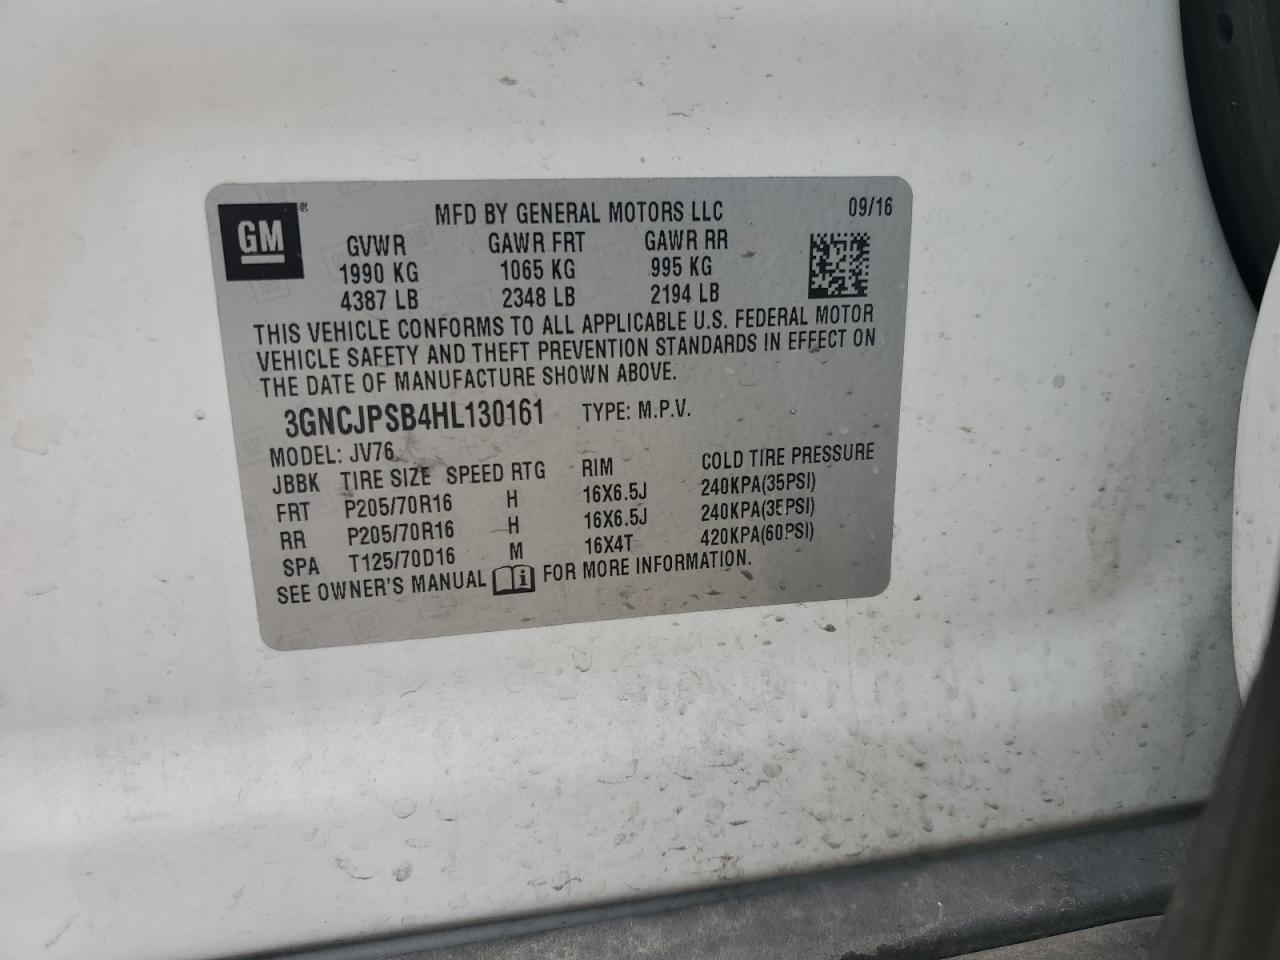 GM ®
MFD BY GENERAL MOTORS LLC 09/16
GVWR GAWR FRT GAWR RR
1990 KG 1065 KG 995 KG
4387 LB 2348 LB 2194 LB
THIS VEHICLE CONFORMS TO ALL APPLICABLE U.S. FEDERAL MOTOR
VEHICLE SAFETY AND THEFT PREVENTION STANDARDS IN EFFECT ON
THE DATE OF MANUFACTURE SHOWN ABOVE.
3GNCJPSB4HL130161 TYPE: M.P.V.
MODEL: JV76
JBBK TIRE SIZE SPEED RTG RIM COLD TIRE PRESSURE
FRT P205/70R16 H 16X6.5J 240KPA(35PSI)
RR P205/70R16 H 16X6.5J 240KPA(35PSI)
SPA T125/70D16 M 16X4T 420KPA(60PSI)
SEE OWNER'S MANUAL i FOR MORE INFORMATION.